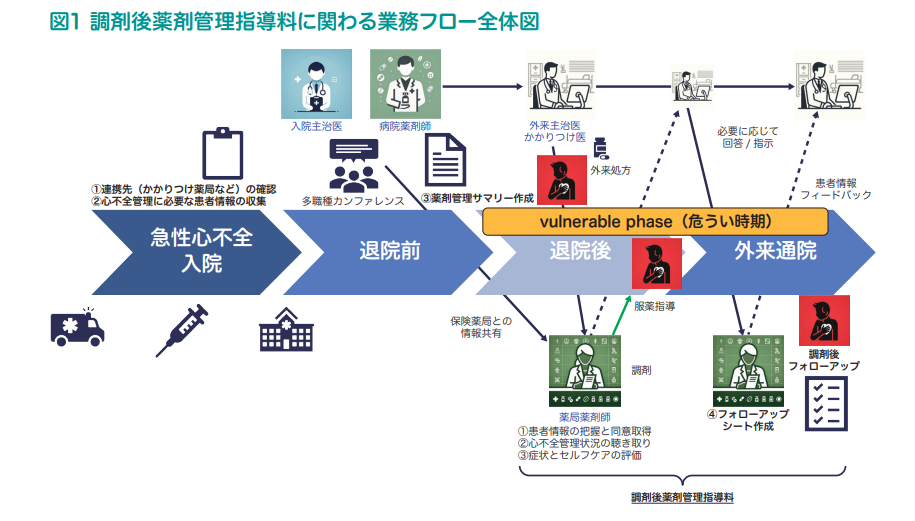 図1 調剤後薬剤管理指導料に関わる業務フロー全体図
入院主治医
病院薬剤師
外来主治医
かかりつけ医
必要に応じて
回答 / 指示
外来処方
①連携先（かかりつけ薬局など）の確認
②心不全管理に必要な患者情報の収集
多職種カンファレンス
③薬剤管理サマリー作成
患者情報
フィードバック
vulnerable phase（危うい時期）
急性心不全
入院
退院前
退院後
外来通院
保険薬局との
情報共有
服薬指導
調剤
調剤後
フォローアップ
薬局薬剤師
①患者情報の把握と同意取得
②心不全管理状況の聴き取り
③症状とセルフケアの評価
④フォローアップ
シート作成
調剤後薬剤管理指導料